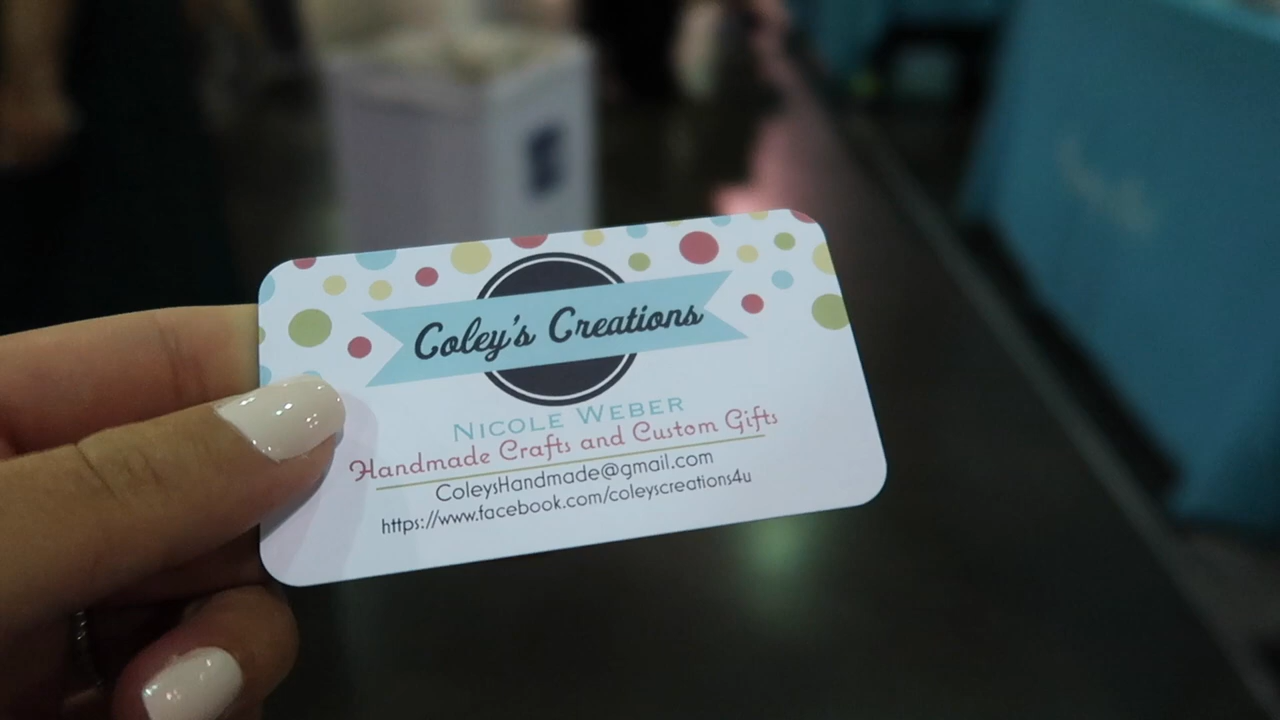 Coley's Creations
NICOLE WEBER
Handmade Crafts and Custom Gifts
ColeysHandmade@gmail.com
https://www.facebook.com/coleyscreations4u